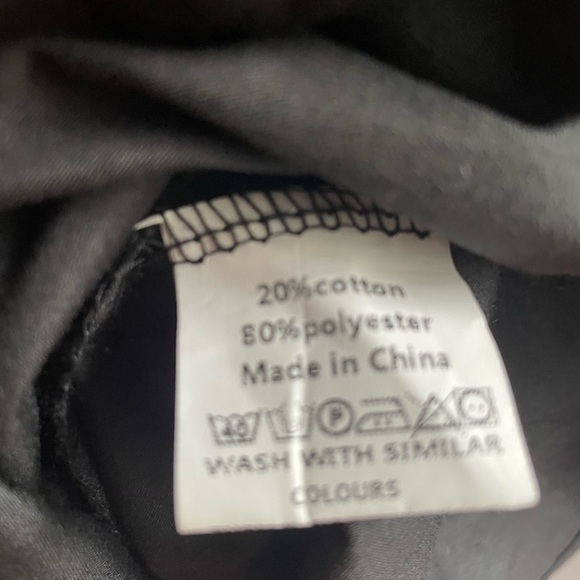 20%cotton
80%polyester
Made in China
40 P
WASH WITH SIMILAR
COLOURS